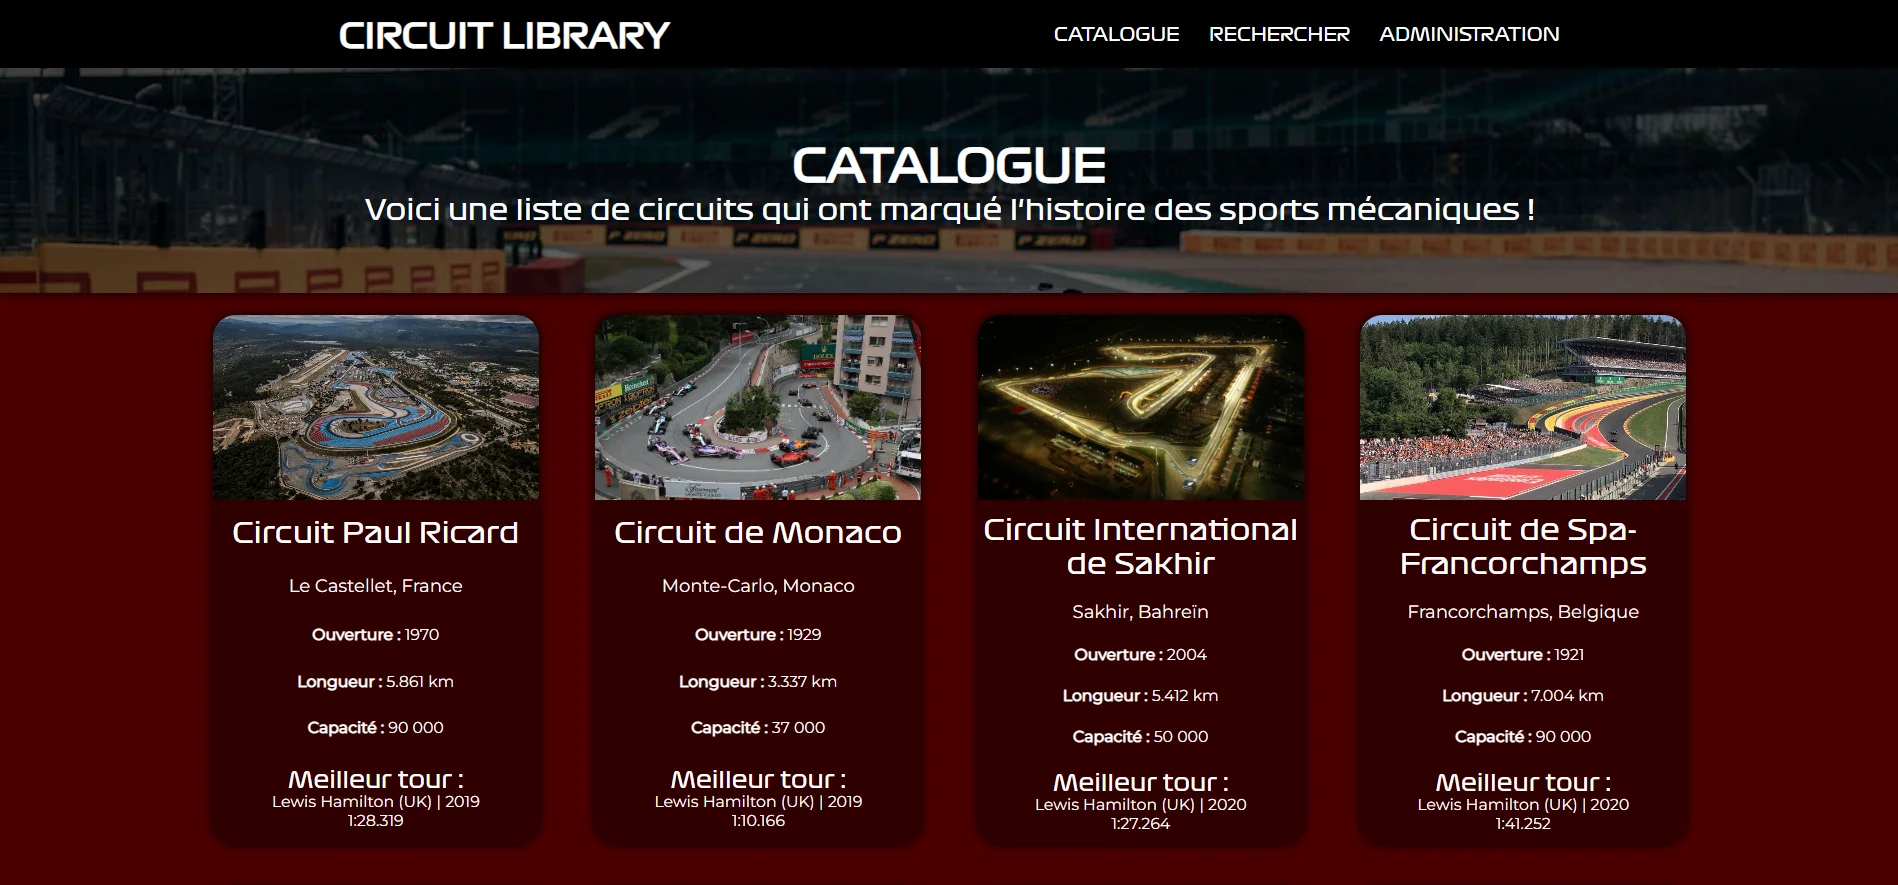 CIRCUIT LIBRARY
CATALOGUE RECHERCHER ADMINISTRATION
CATALOGUE
Voici une liste de circuits qui ont marqué l'histoire des sports mécaniques !
P ZERO P ZERO P ZERO P ZERO
Circuit Paul Ricard
Le Castellet, France
Ouverture : 1970
Longueur : 5.861 km
Capacité : 90 000
Meilleur tour :
Lewis Hamilton (UK) | 2019
1:28.319
ROLEX
Heineken
Circuit de Monaco
Monte-Carlo, Monaco
Ouverture : 1929
Longueur : 3.337 km
Capacité : 37 000
Meilleur tour :
Lewis Hamilton (UK) | 2019
1:10.166
Circuit International
de Sakhir
Sakhir, Bahreïn
Ouverture : 2004
Longueur : 5.412 km
Capacité : 50 000
Meilleur tour :
Lewis Hamilton (UK) | 2020
1:27.264
Circuit de Spa-
Francorchamps
Francorchamps, Belgique
Ouverture : 1921
Longueur : 7.004 km
Capacité : 90 000
Meilleur tour :
Lewis Hamilton (UK) | 2020
1:41.252